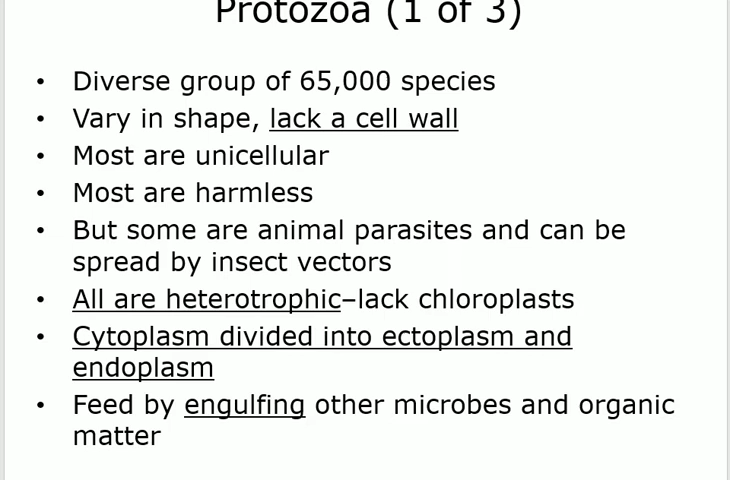 Protozoa (1 of 3)
• Diverse group of 65,000 species
• Vary in shape, lack a cell wall
• Most are unicellular
• Most are harmless
• But some are animal parasites and can be
spread by insect vectors
• All are heterotrophic–lack chloroplasts
• Cytoplasm divided into ectoplasm and
endoplasm
• Feed by engulfing other microbes and organic
matter